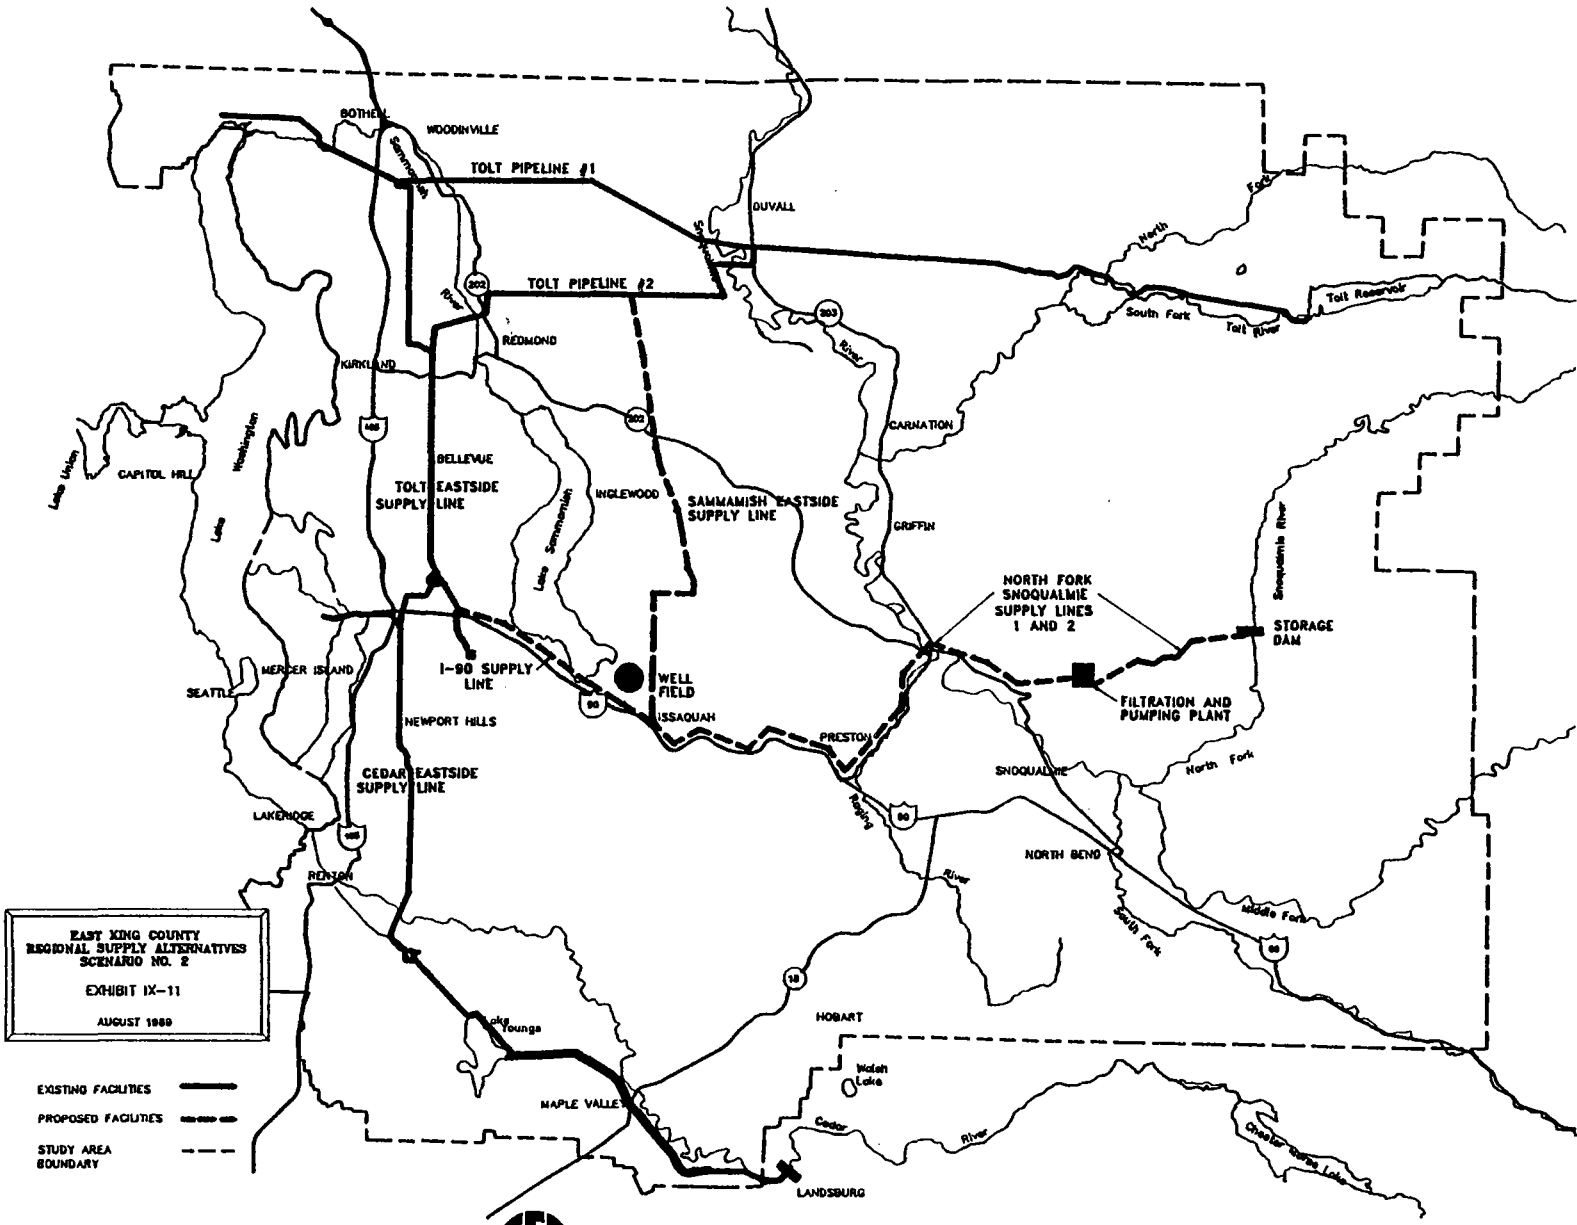 BOTHELL
WOODINVILLE
Sammamish
TOLT PIPELINE #1
DUVALL
Fork
North
202
TOLT PIPELINE #2
River
203
Tolt Reservoir
South Fork
Tolt River
REDMOND
River
KIRKLAND
202
405
CARNATION
Washington
Lake Union
CAPITOL HILL
BELLEVUE
TOLT EASTSIDE
SUPPLY LINE
INGLEWOOD
SAMMAMISH EASTSIDE
SUPPLY LINE
Lake
Lake Sammamish
GRIFFIN
Snoqualmie River
NORTH FORK
SNOQUALMIE
SUPPLY LINES
1 AND 2
STORAGE
DAM
MERCER ISLAND
I-90 SUPPLY
LINE
WELL
FIELD
SEATTLE
90
ISSAQUAH
FILTRATION AND
PUMPING PLANT
NEWPORT HILLS
PRESTON
CEDAR EASTSIDE
SUPPLY LINE
SNOQUALMIE
North Fork
LAKERIDGE
405
Raging
90
NORTH BEND
RENTON
River
Middle Fork
South Fork
90
EAST KING COUNTY
REGIONAL SUPPLY ALTERNATIVES
SCENARIO NO. 2
EXHIBIT IX-11
AUGUST 1989
18
Lake
Youngs
HOBART
Walsh
Lake
EXISTING FACILITIES
PROPOSED FACILITIES
STUDY AREA
BOUNDARY
MAPLE VALLEY
Cedar
River
Chester Morse Lake
LANDSBURG